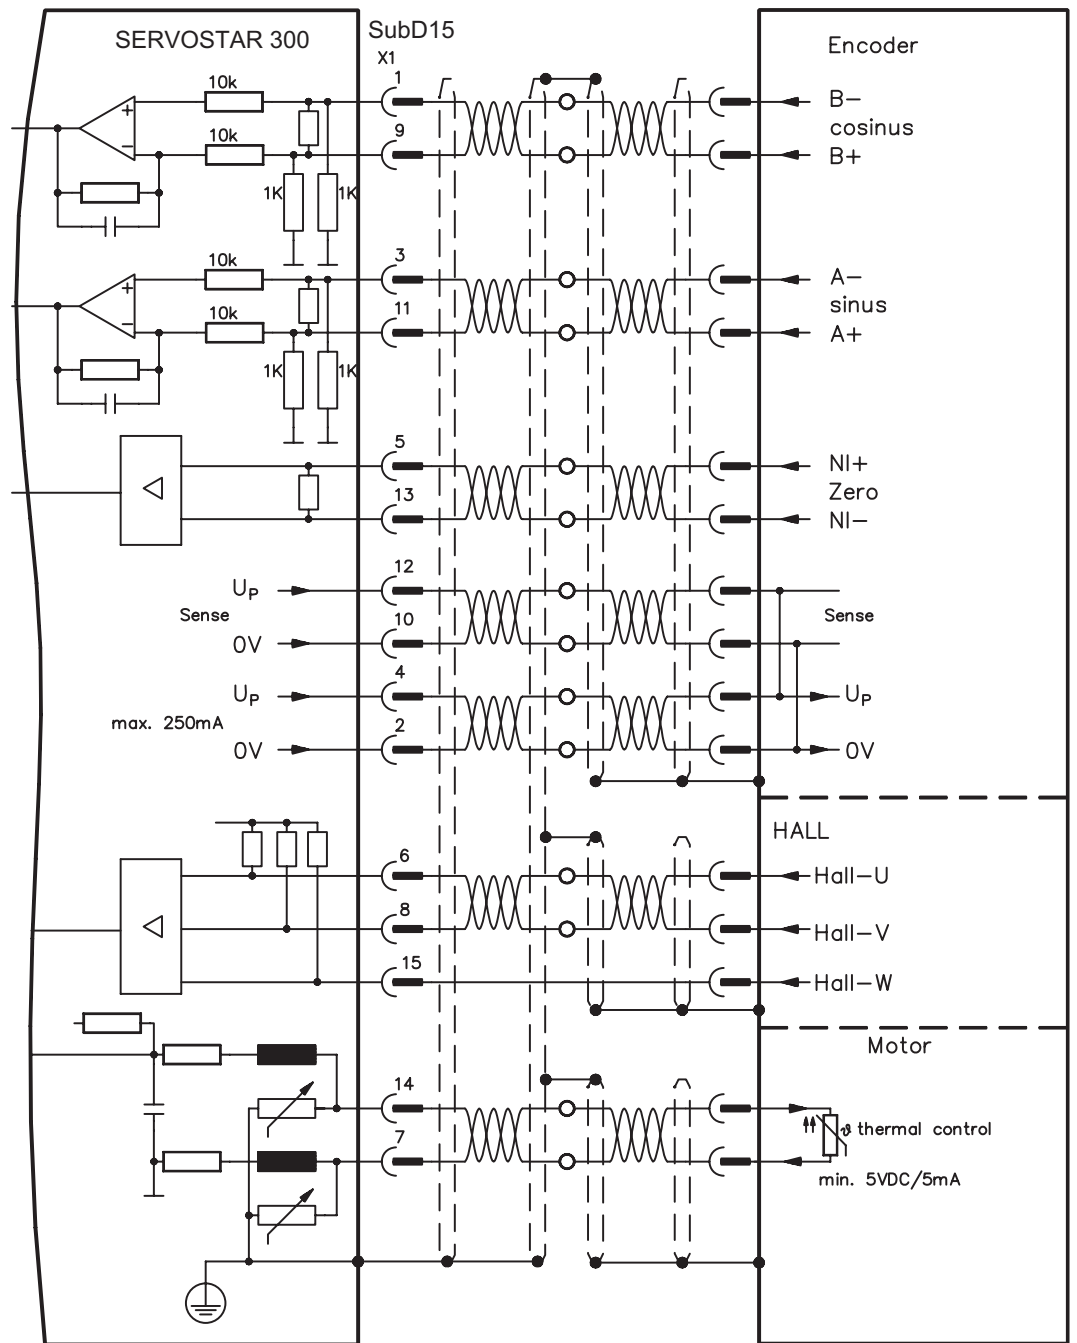 SERVOSTAR 300
SubD15
X1
Encoder
10k
1
B−
cosinus
10k
9
B+
1K
1K
10k
3
A−
sinus
10k
11
A+
1K
1K
5
NI+
Zero
13
NI−
UP
12
Sense
Sense
0V
10
UP
4
UP
max. 250mA
0V
2
0V
HALL
6
Hall−U
8
Hall−V
15
Hall−W
Motor
14
ϑ thermal control
7
min. 5VDC/5mA